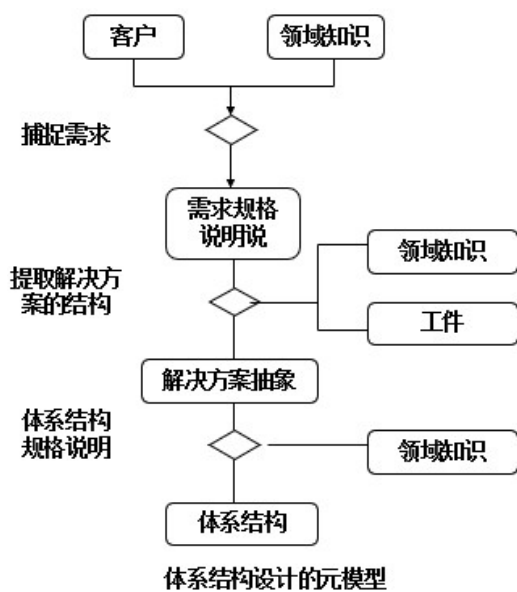 客户
领域知识
捕捉需求
需求规格
说明说
提取解决方
案的结构
领域知识
工件
解决方案抽象
体系结构
规格说明
领域知识
体系结构
体系结构设计的元模型